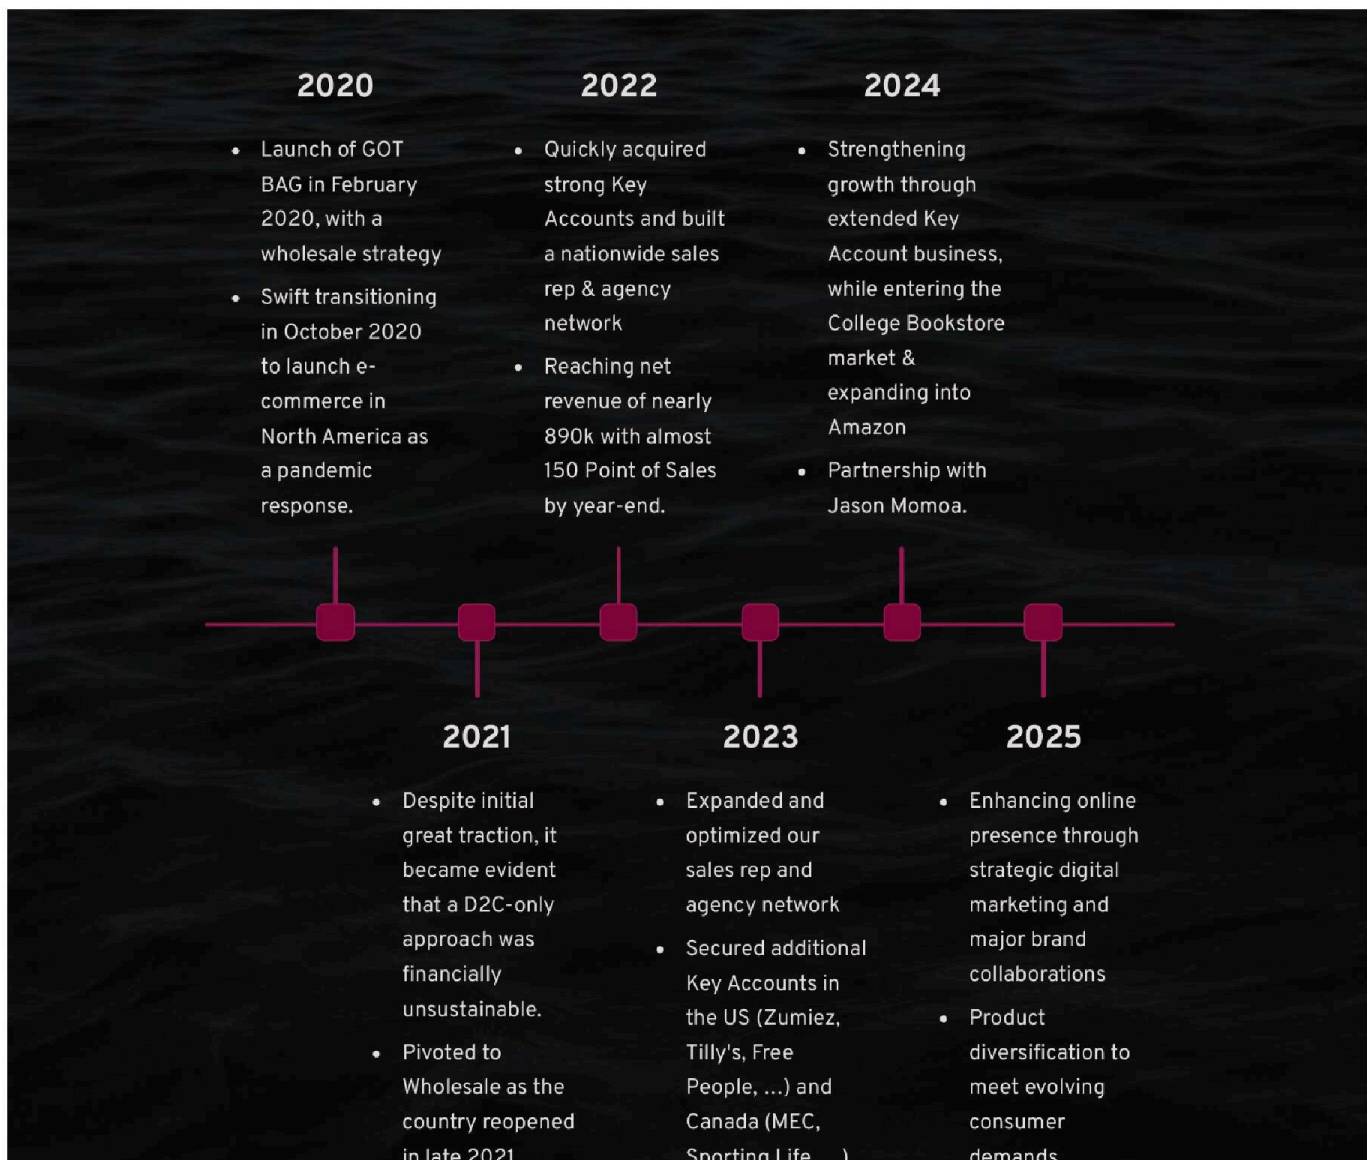 2020
• Launch of GOT
BAG in February
2020, with a
wholesale strategy
• Swift transitioning
in October 2020
to launch e-
commerce in
North America as
a pandemic
response.
2022
• Quickly acquired
strong Key
Accounts and built
a nationwide sales
rep & agency
network
• Reaching net
revenue of nearly
890k with almost
150 Point of Sales
by year-end.
2024
• Strengthening
growth through
extended Key
Account business,
while entering the
College Bookstore
market &
expanding into
Amazon
• Partnership with
Jason Momoa.
2021
• Despite initial
great traction, it
became evident
that a D2C-only
approach was
financially
unsustainable.
• Pivoted to
Wholesale as the
country reopened
in late 2021
2023
• Expanded and
optimized our
sales rep and
agency network
• Secured additional
Key Accounts in
the US (Zumiez,
Tilly's, Free
People, ...) and
Canada (MEC,
Sporting Life, ...)
2025
• Enhancing online
presence through
strategic digital
marketing and
major brand
collaborations
• Product
diversification to
meet evolving
consumer
demands